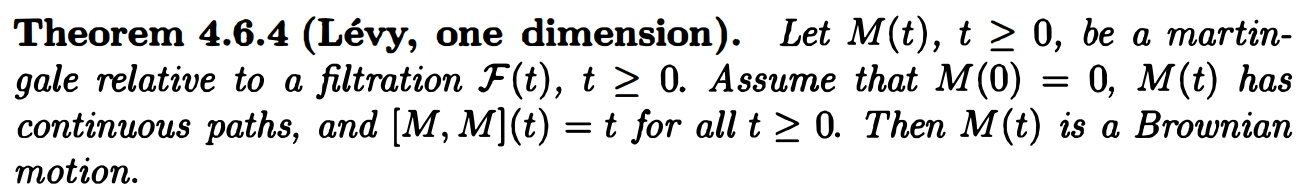 Theorem 4.6.4 (Lévy, one dimension). Let M(t), t ≥ 0, be a martin-
gale relative to a filtration ℱ(t), t ≥ 0. Assume that M(0) = 0, M(t) has
continuous paths, and [M, M](t) = t for all t ≥ 0. Then M(t) is a Brownian
motion.